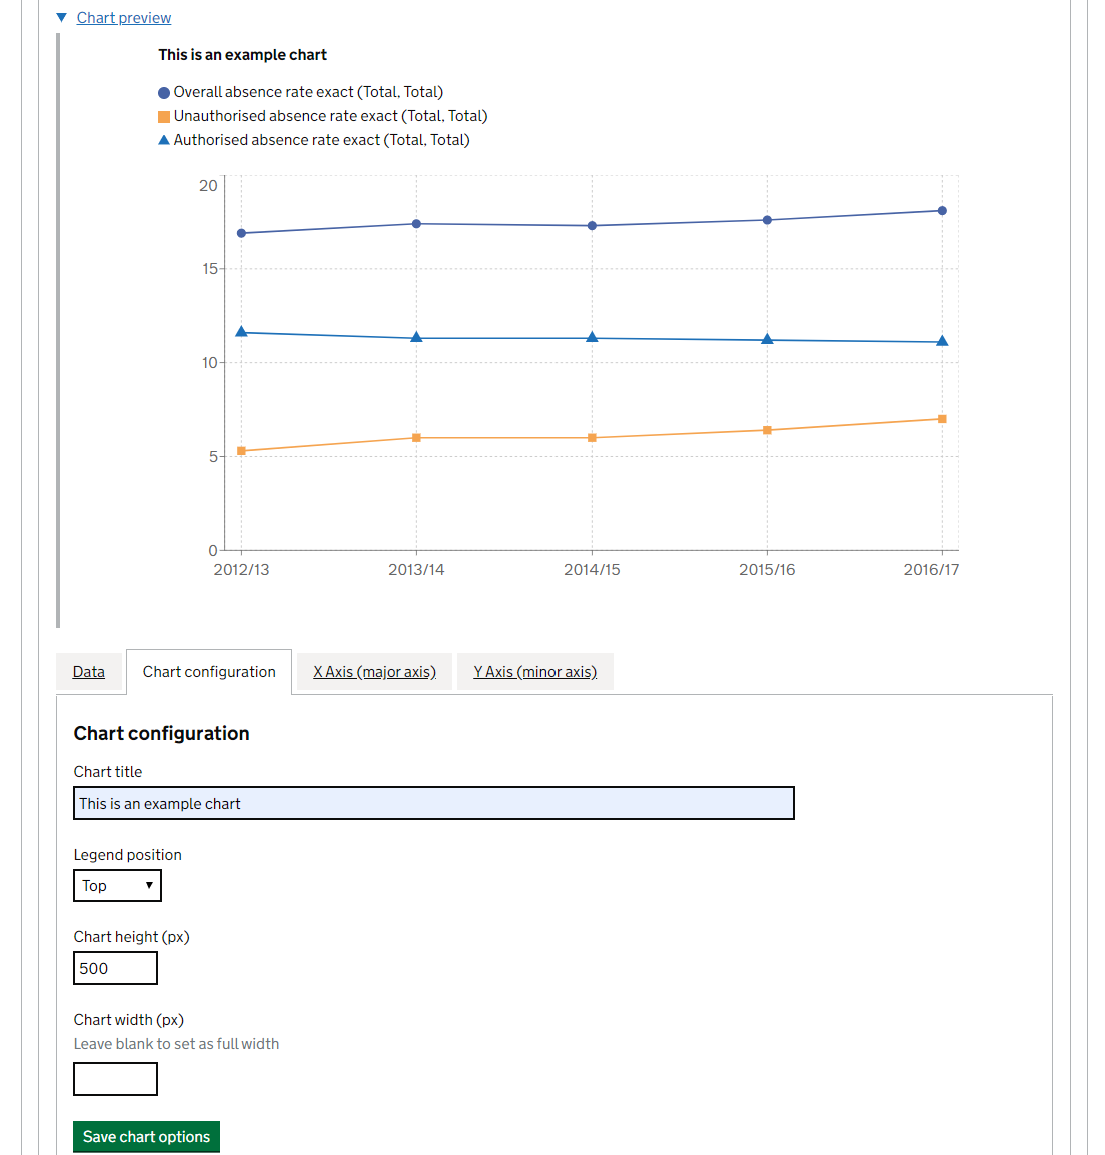 Chart preview
This is an example chart
Overall absence rate exact (Total, Total)
Unauthorised absence rate exact (Total, Total)
Authorised absence rate exact (Total, Total)
20
15
10
5
0
2012/13 2013/14 2014/15 2015/16 2016/17
Data Chart configuration X Axis (major axis) Y Axis (minor axis)
Chart configuration
Chart title
This is an example chart
Legend position
Top
Chart height (px)
500
Chart width (px)
Leave blank to set as full width
Save chart options